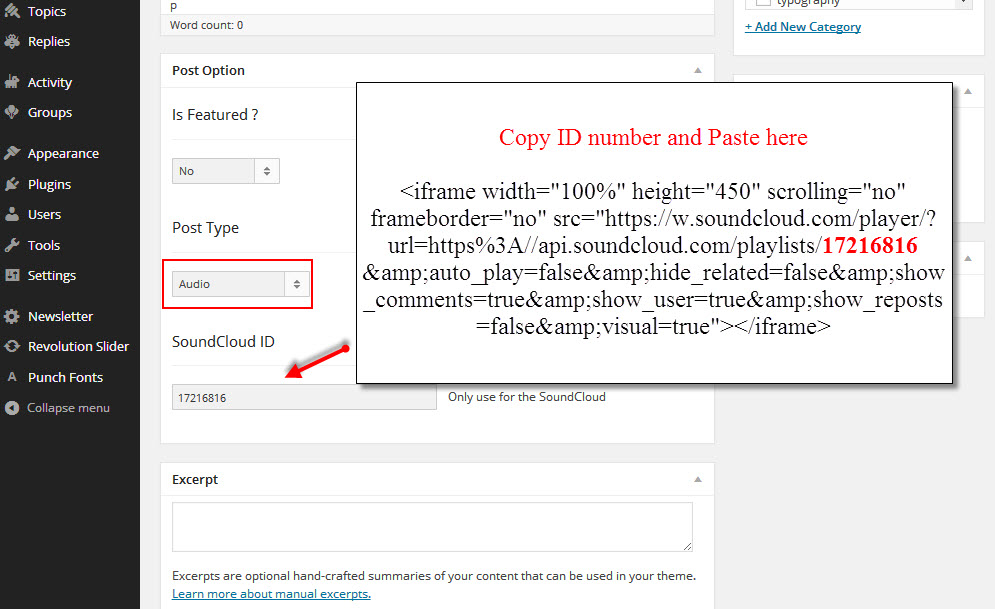 Topics
Replies
Activity
Groups
Appearance
Plugins
Users
Tools
Settings
Newsletter
Revolution Slider
A Punch Fonts
Collapse menu
p
Word count: 0
Post Option
Is Featured ?
No
Post Type
Audio
SoundCloud ID
17216816
Only use for the SoundCloud
Copy ID number and Paste here
<iframe width="100%" height="450" scrolling="no"
frameborder="no" src="https://w.soundcloud.com/player/?
url=https%3A//api.soundcloud.com/playlists/17216816
&amp;auto_play=false&amp;hide_related=false&amp;show
_comments=true&amp;show_user=true&amp;show_reposts
=false&amp;visual=true"></iframe>
Excerpt
Excerpts are optional hand-crafted summaries of your content that can be used in your theme.
Learn more about manual excerpts.
typography
+ Add New Category